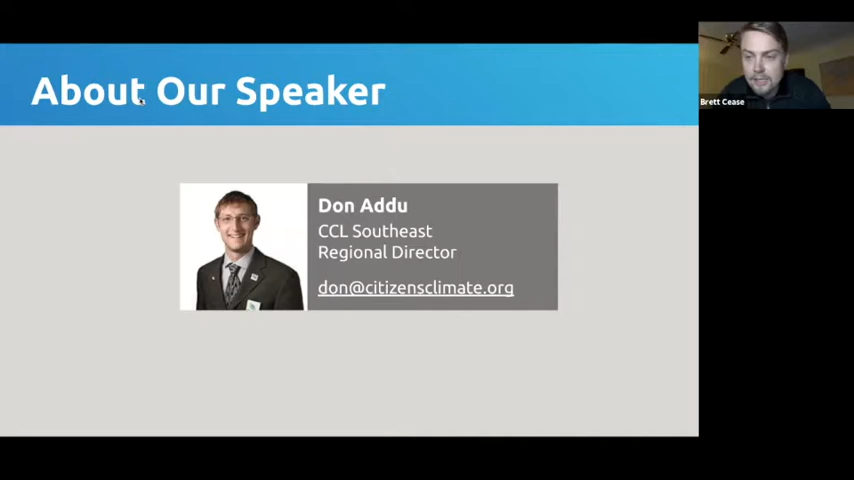 About Our Speaker
Brett Cease
Don Addu
CCL Southeast
Regional Director
don@citizensclimate.org